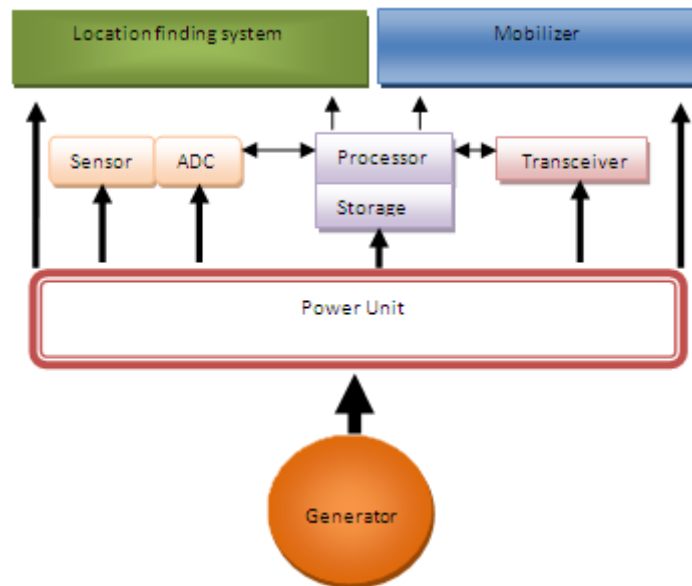 Location finding system
Mobilizer
Sensor
ADC
Processor
Transceiver
Storage
Power Unit
Generator